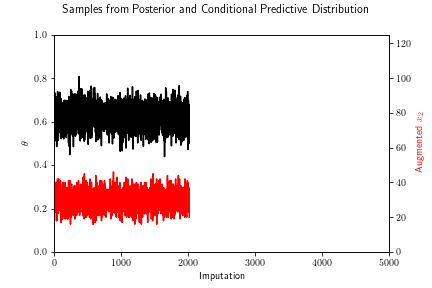 Samples from Posterior and Conditional Predictive Distribution
1.0
0.8
0.6
0.4
0.2
0.0
θ
120
100
80
60
40
20
0
Augmented x₂
0 1000 2000 3000 4000 5000
Imputation